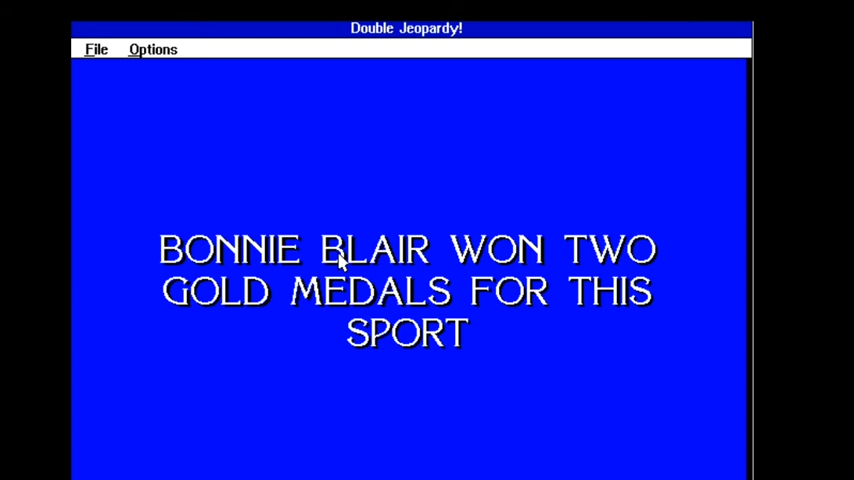 Double Jeopardy!
File Options
BONNIE BLAIR WON TWO
GOLD MEDALS FOR THIS
SPORT